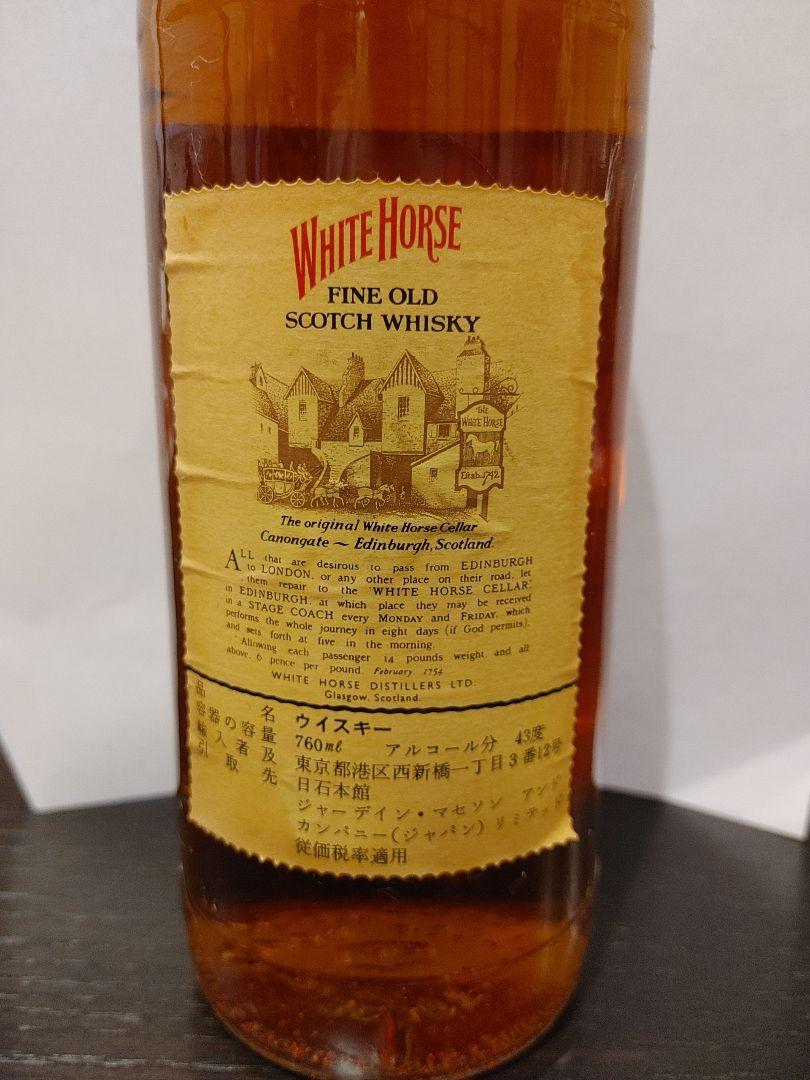 WHITE HORSE
FINE OLD
SCOTCH WHISKY
THE
WHITE HORSE
Estab. 1742
The original White Horse Cellar
Canongate ~ Edinburgh, Scotland.
ALL that are desirous to pass from EDINBURGH
to LONDON, or any other place on their road, let
them repair to the "WHITE HORSE CELLAR"
in EDINBURGH, at which place they may be received
in a STAGE COACH every MONDAY and FRIDAY, which
performs the whole journey in eight days (if God permits),
and sets forth at five in the morning.
Allowing each passenger 14 pounds weight and all
above, 6 pence per pound. February, 1754
WHITE HORSE DISTILLERS LTD.
Glasgow, Scotland.
品名 ウイスキー
容器の容量 760ml アルコール分 43度
輸入者及 東京都港区西新橋一丁目3番12号
引取先 日石本館
ジャーディン・マセソン アンド
カンパニー(ジャパン)リミテッド
従価税率適用